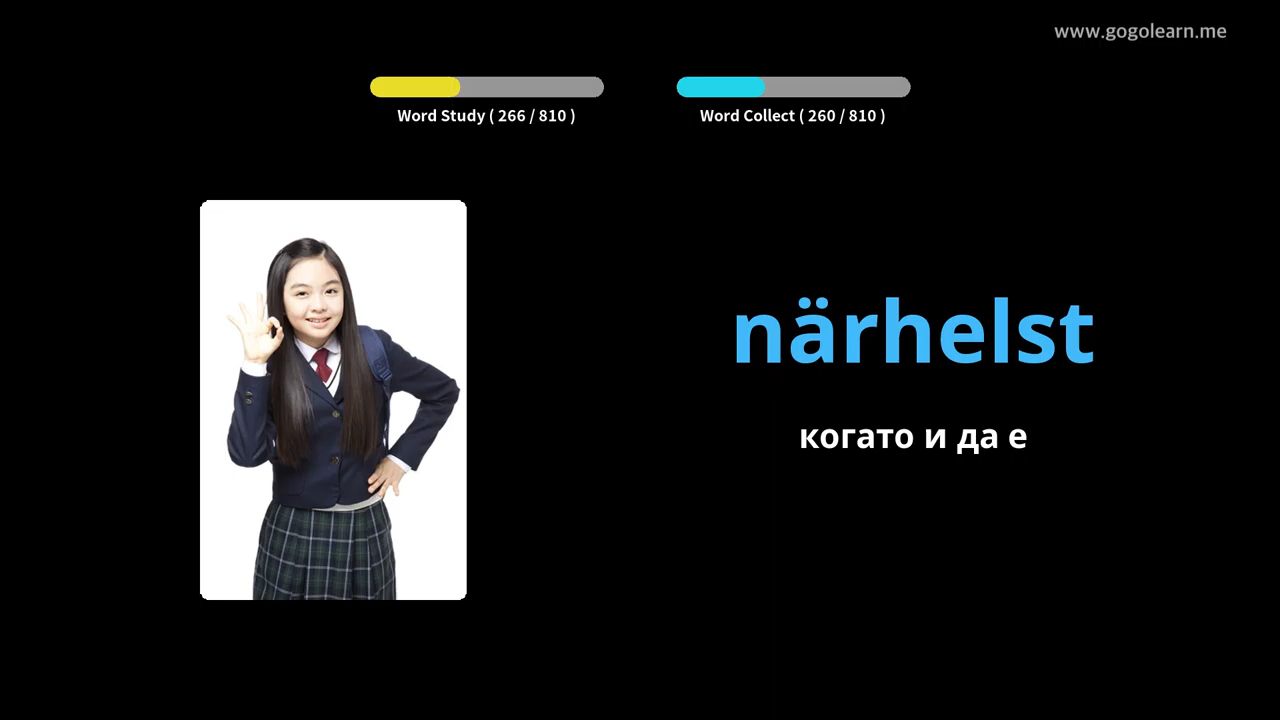 www.gogolearn.me
Word Study ( 266 / 810 )
Word Collect ( 260 / 810 )
närhelst
когато и да е